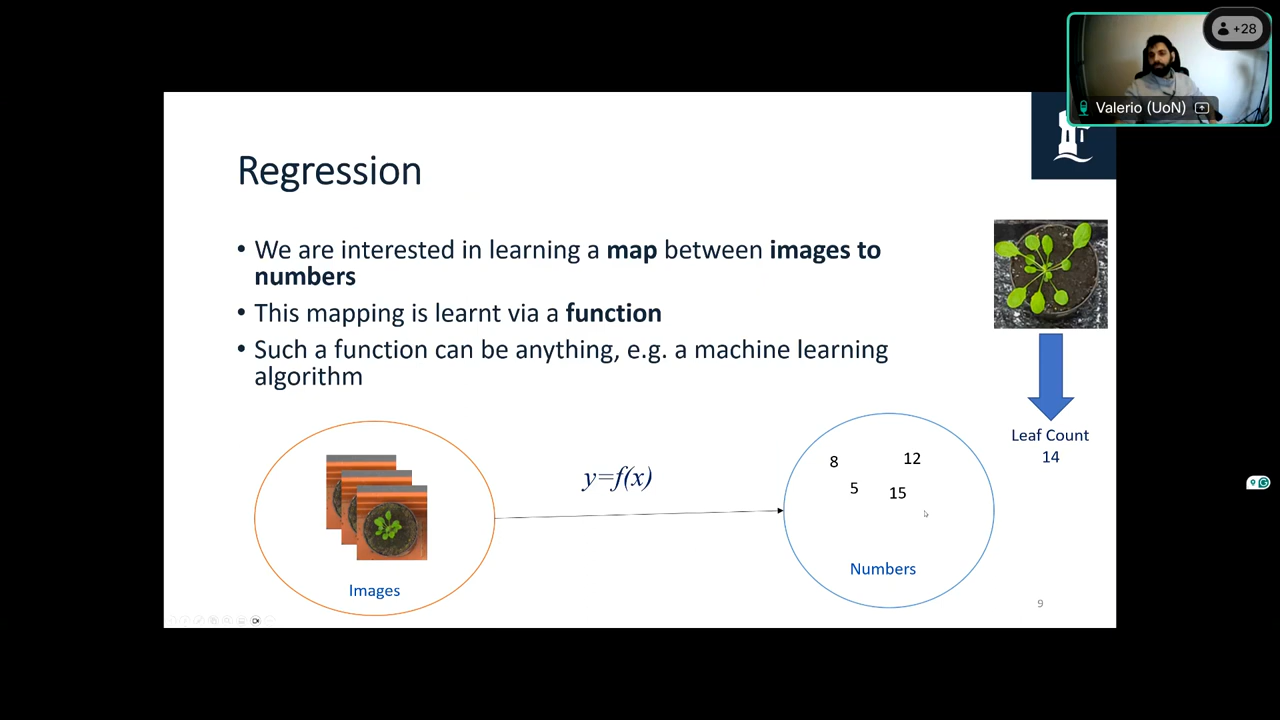 +28
Valerio (UoN)
Regression
• We are interested in learning a map between images to
numbers
• This mapping is learnt via a function
• Such a function can be anything, e.g. a machine learning
algorithm
Leaf Count
14
y=f(x)
8
12
5
15
Images
Numbers
9